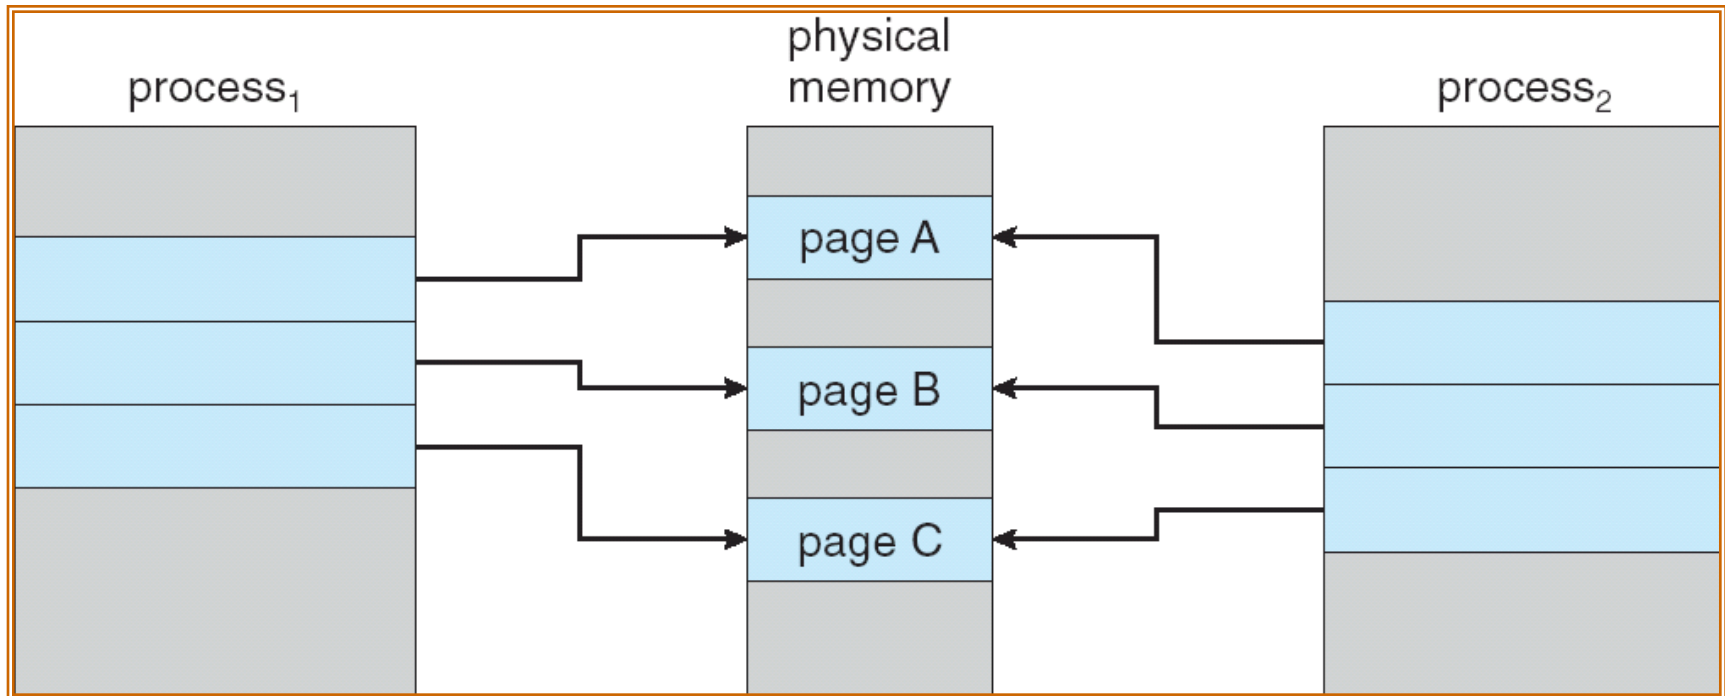 physical
memory
process₁
process₂
page A
page B
page C